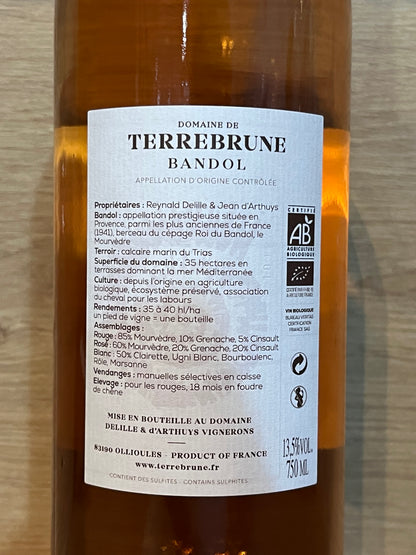 DOMAINE DE
TERREBRUNE
BANDOL
APPELLATION D'ORIGINE CONTRÔLÉE
Propriétaires : Reynald Delille & Jean d'Arthuys
Bandol : appellation prestigieuse située en
Provence, parmi les plus anciennes de France
(1941), berceau du cépage Roi du Bandol, le
Mourvèdre
Terroir : calcaire marin du Trias
Superficie du domaine : 35 hectares en
terrasses dominant la mer Méditerranée
Culture : depuis l'origine en agriculture
biologique, écosystème préservé, association
du cheval pour les labours
Rendements : 35 à 40 hl/ha
un pied de vigne = une bouteille
Assemblages :
Rouge : 85% Mourvèdre, 10% Grenache, 5% Cinsault
Rosé : 60% Mourvèdre, 20% Grenache, 20% Cinsault
Blanc : 50% Clairette, Ugni Blanc, Bourboulenc,
Rôle, Marsanne
Vendanges : manuelles sélectives en caisse
Elevage : pour les rouges, 18 mois en foudre
de chêne
MISE EN BOUTEILLE AU DOMAINE
DELILLE & d'ARTHUYS VIGNERONS
83190 OLLIOULES - PRODUCT OF FRANCE
www.terrebrune.fr
CONTIENT DES SULFITES - CONTAINS SULPHITES
CERTIFIÉ
AB
AGRICULTURE
BIOLOGIQUE
AGRICULTURE FRANCE
VIN BIOLOGIQUE
BUREAU VERITAS
CERTIFICATION
FRANCE SAS
13,5%VOL.
750 ML